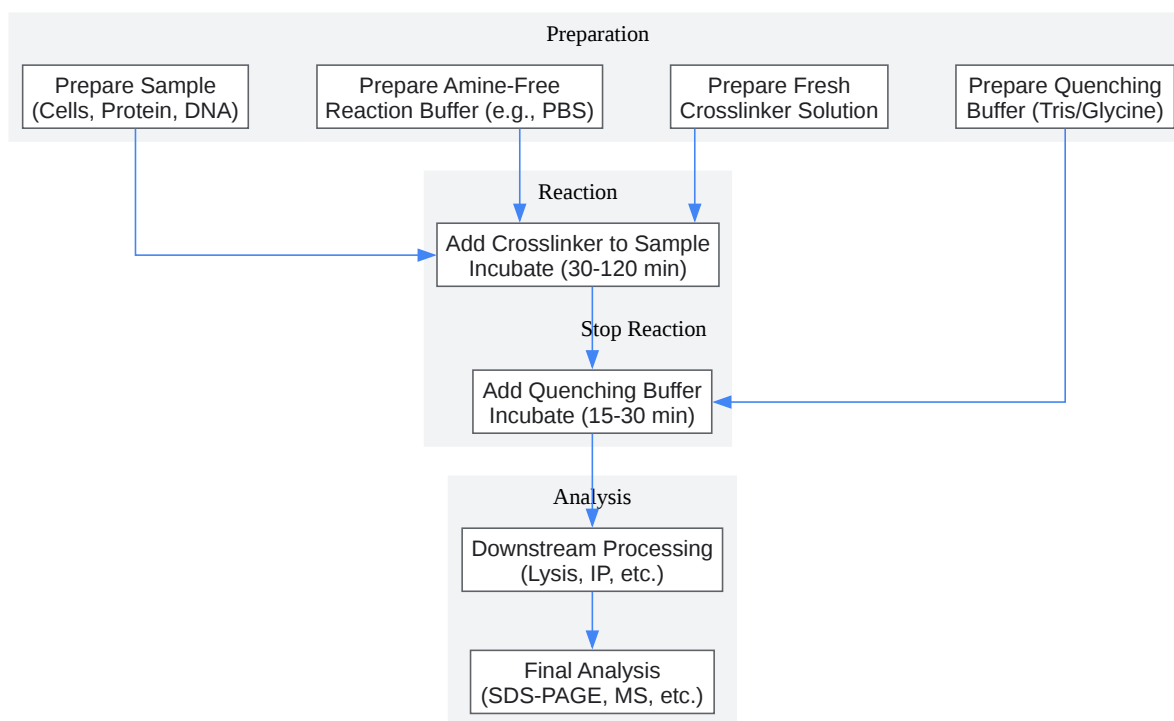 Preparation
Prepare Sample
(Cells, Protein, DNA)
Prepare Amine-Free
Reaction Buffer (e.g., PBS)
Prepare Fresh
Crosslinker Solution
Prepare Quenching
Buffer (Tris/Glycine)
Reaction
Add Crosslinker to Sample
Incubate (30-120 min)
Stop Reaction
Add Quenching Buffer
Incubate (15-30 min)
Analysis
Downstream Processing
(Lysis, IP, etc.)
Final Analysis
(SDS-PAGE, MS, etc.)